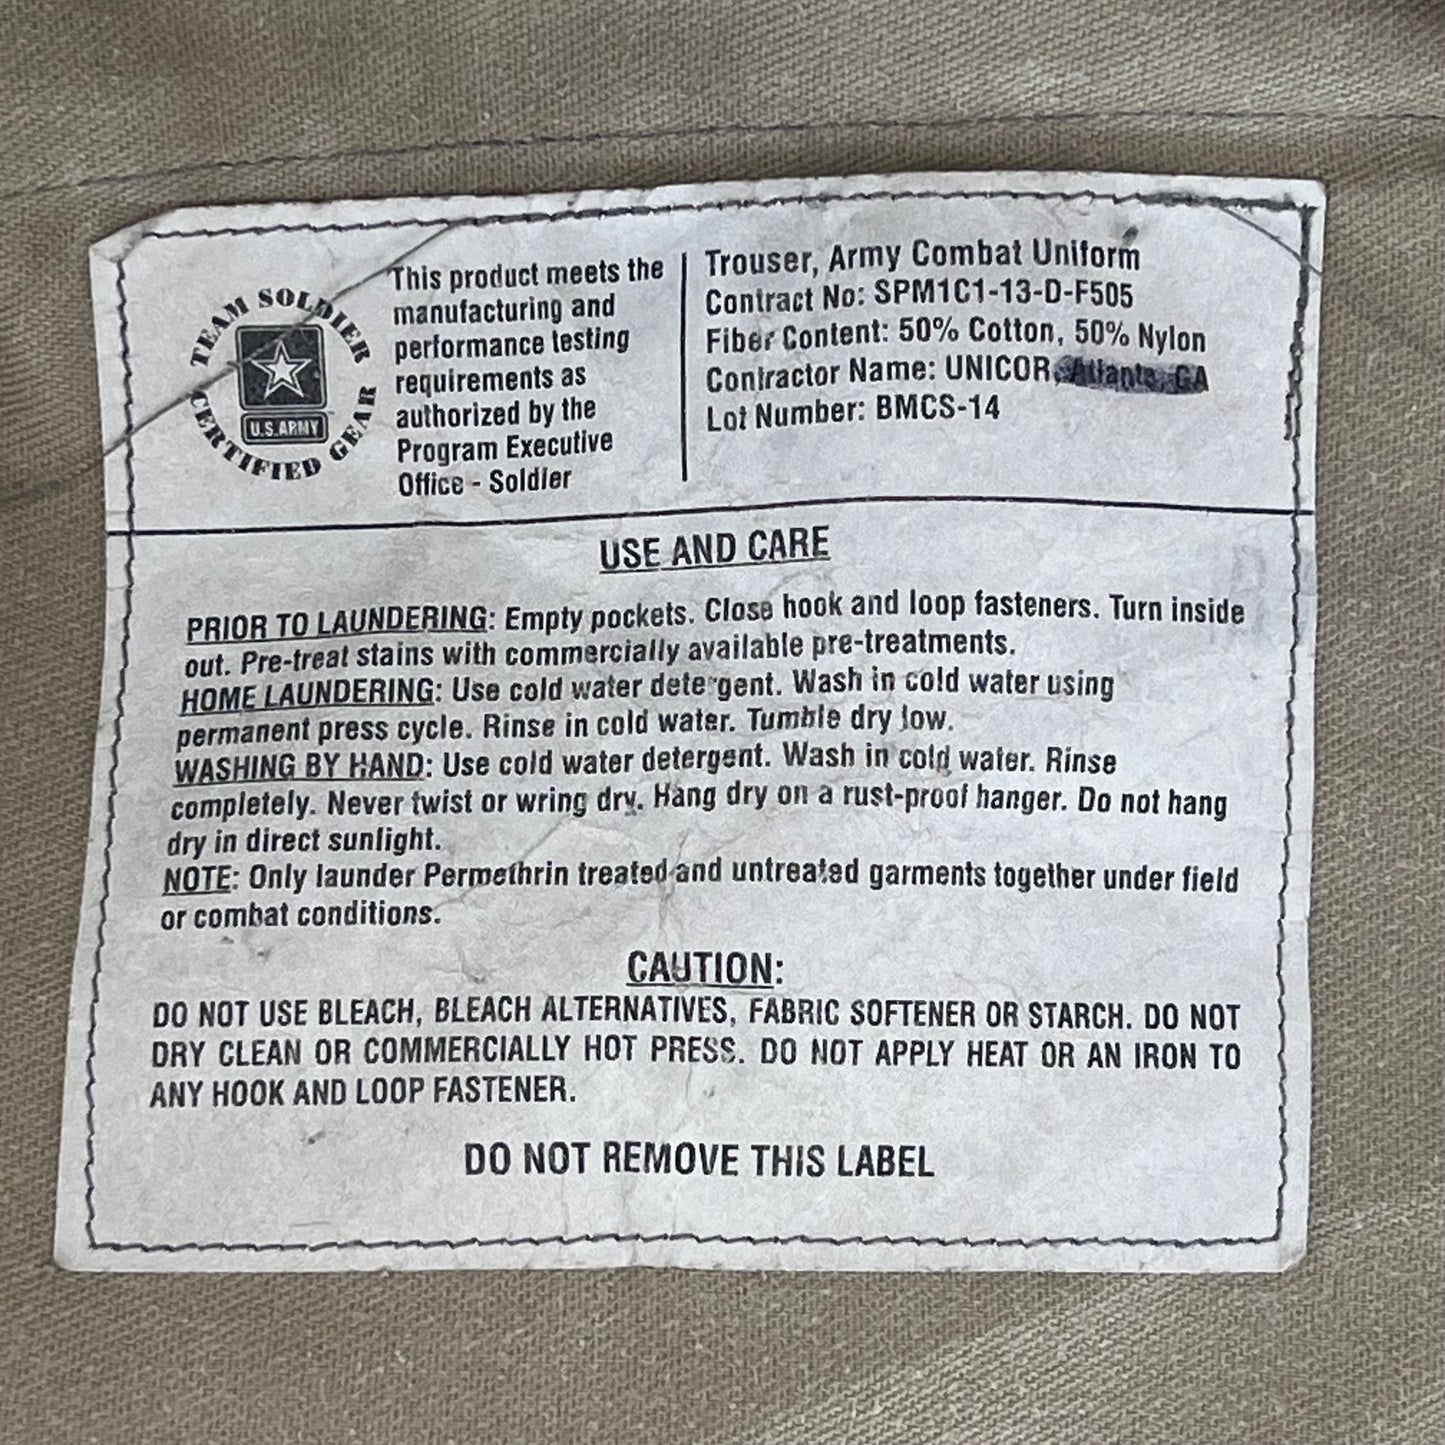 TEAM SOLDIER
CERTIFIED GEAR
U.S.ARMY
This product meets the
manufacturing and
performance testing
requirements as
authorized by the
Program Executive
Office - Soldier
Trouser, Army Combat Uniform
Contract No: SPM1C1-13-D-F505
Fiber Content: 50% Cotton, 50% Nylon
Contractor Name: UNICOR, Atlanta, GA
Lot Number: BMCS-14
USE AND CARE
PRIOR TO LAUNDERING: Empty pockets. Close hook and loop fasteners. Turn inside
out. Pre-treat stains with commercially available pre-treatments.
HOME LAUNDERING: Use cold water detergent. Wash in cold water using
permanent press cycle. Rinse in cold water. Tumble dry low.
WASHING BY HAND: Use cold water detergent. Wash in cold water. Rinse
completely. Never twist or wring dry. Hang dry on a rust-proof hanger. Do not hang
dry in direct sunlight.
NOTE: Only launder Permethrin treated and untreated garments together under field
or combat conditions.
CAUTION:
DO NOT USE BLEACH, BLEACH ALTERNATIVES, FABRIC SOFTENER OR STARCH. DO NOT
DRY CLEAN OR COMMERCIALLY HOT PRESS. DO NOT APPLY HEAT OR AN IRON TO
ANY HOOK AND LOOP FASTENER.
DO NOT REMOVE THIS LABEL